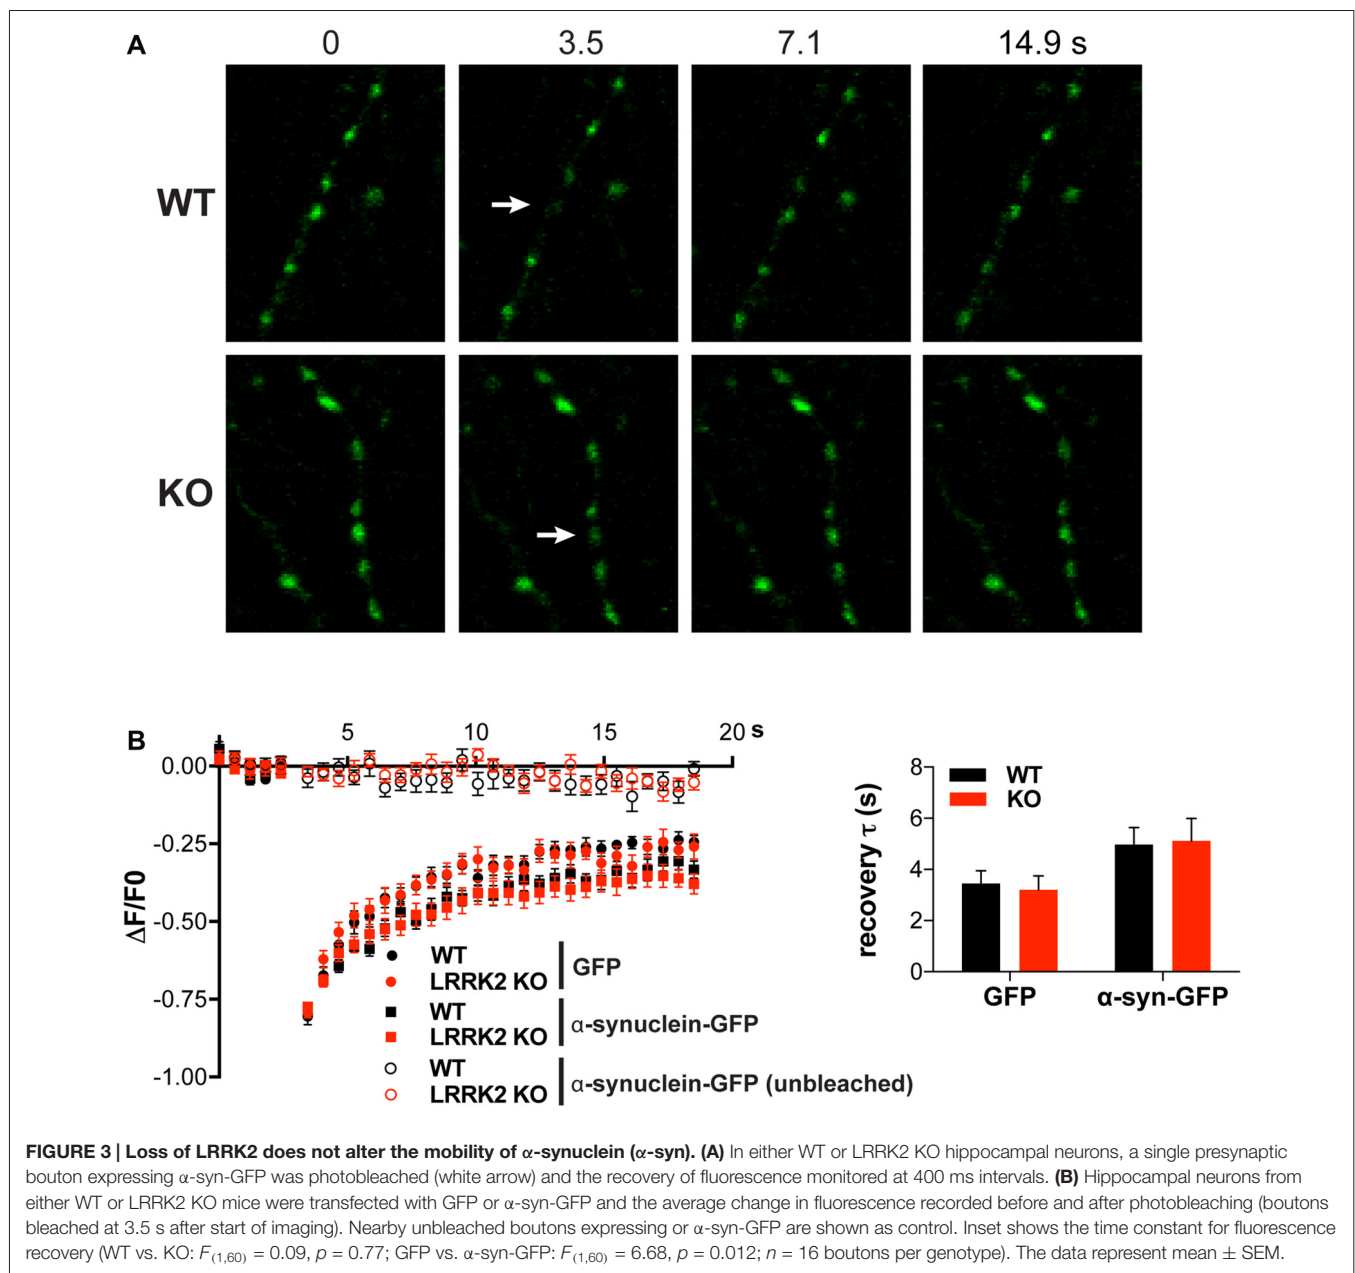 A
0
3.5
7.1
14.9 s
WT
KO
B
5
10
15
20 s
0.00
-0.25
-0.50
-0.75
-1.00
ΔF/F0
WT
LRRK2 KO
GFP
WT
LRRK2 KO
α-synuclein-GFP
WT
LRRK2 KO
α-synuclein-GFP (unbleached)
8
6
4
2
0
recovery τ (s)
WT
KO
GFP
α-syn-GFP
FIGURE 3 | Loss of LRRK2 does not alter the mobility of α-synuclein (α-syn). (A) In either WT or LRRK2 KO hippocampal neurons, a single presynaptic
bouton expressing α-syn-GFP was photobleached (white arrow) and the recovery of fluorescence monitored at 400 ms intervals. (B) Hippocampal neurons from
either WT or LRRK2 KO mice were transfected with GFP or α-syn-GFP and the average change in fluorescence recorded before and after photobleaching (boutons
bleached at 3.5 s after start of imaging). Nearby unbleached boutons expressing or α-syn-GFP are shown as control. Inset shows the time constant for fluorescence
recovery (WT vs. KO: F(1,60) = 0.09, p = 0.77; GFP vs. α-syn-GFP: F(1,60) = 6.68, p = 0.012; n = 16 boutons per genotype). The data represent mean ± SEM.